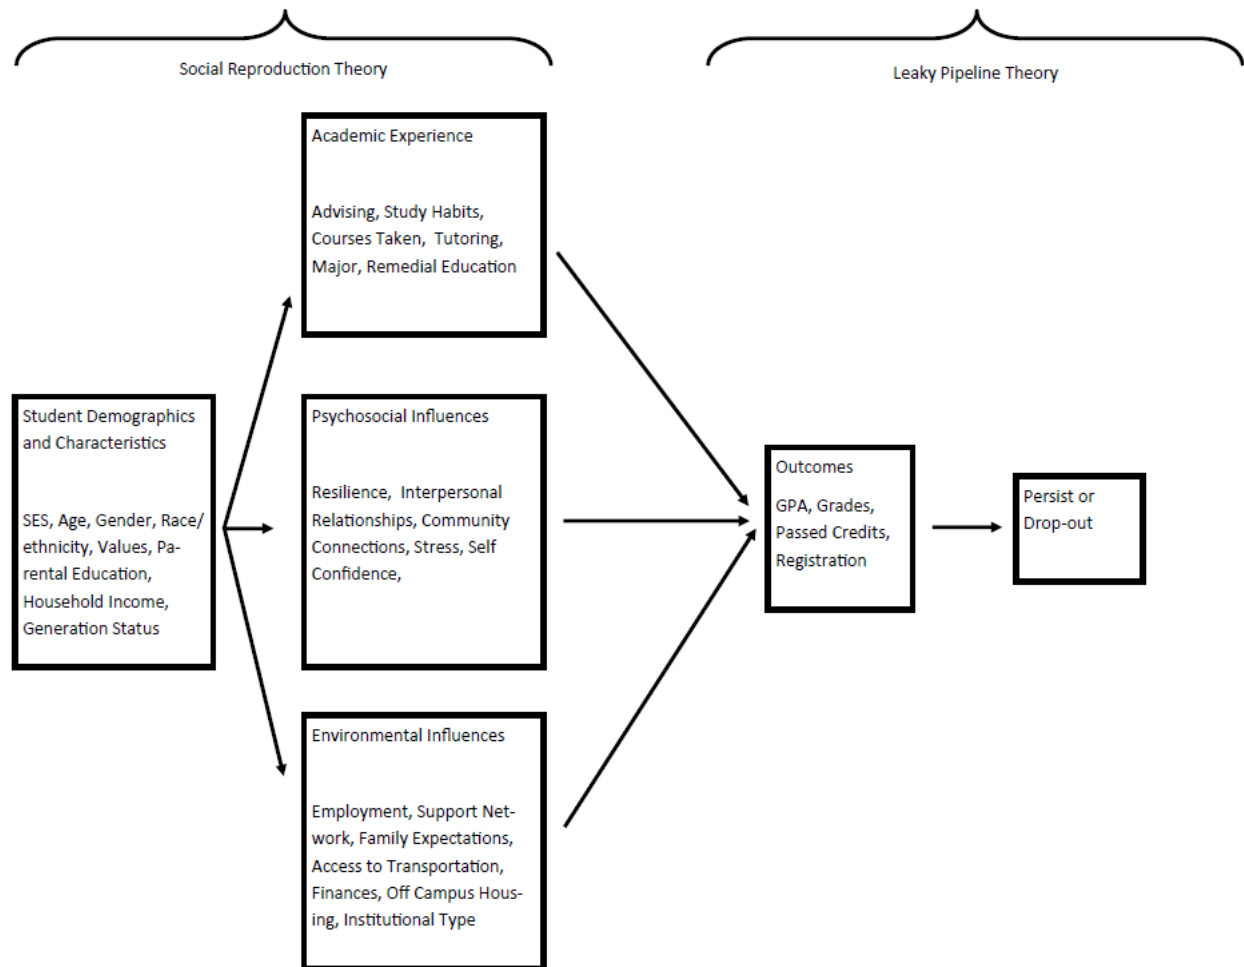 Social Reproduction Theory
Leaky Pipeline Theory
Academic Experience
Advising, Study Habits,
Courses Taken, Tutoring,
Major, Remedial Education
Student Demographics
and Characteristics
SES, Age, Gender, Race/
ethnicity, Values, Pa-
rental Education,
Household Income,
Generation Status
Psychosocial Influences
Resilience, Interpersonal
Relationships, Community
Connections, Stress, Self
Confidence,
Environmental Influences
Employment, Support Net-
work, Family Expectations,
Access to Transportation,
Finances, Off Campus Hous-
ing, Institutional Type
Outcomes
GPA, Grades,
Passed Credits,
Registration
Persist or
Drop-out